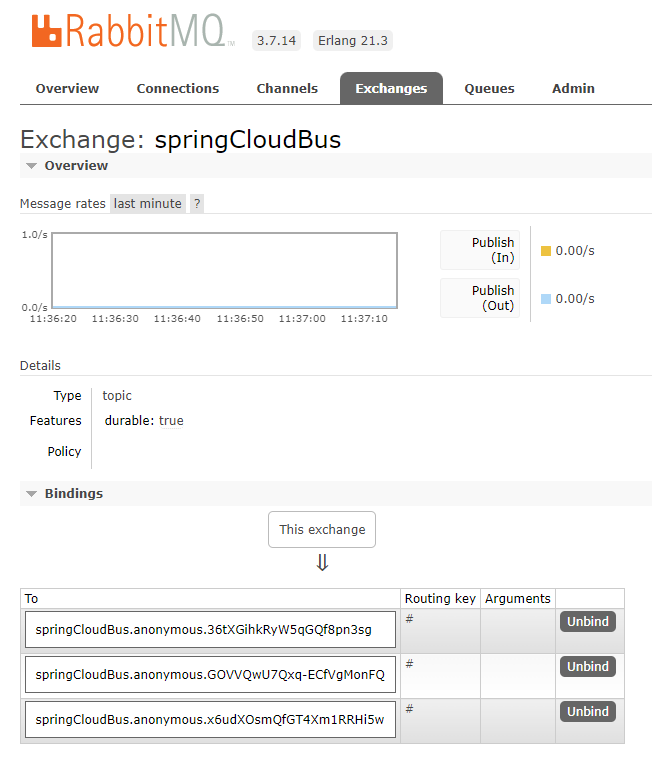 RabbitMQ TM 3.7.14 Erlang 21.3
Overview Connections Channels Exchanges Queues Admin
Exchange: springCloudBus
Overview
Message rates last minute ?
1.0/s
0.0/s
11:36:20 11:36:30 11:36:40 11:36:50 11:37:00 11:37:10
Publish
(In)
0.00/s
Publish
(Out)
0.00/s
Details
Type topic
Features durable: true
Policy
Bindings
This exchange
⇓
To Routing key Arguments
springCloudBus.anonymous.36tXGihkRyW5qGQf8pn3sg # Unbind
springCloudBus.anonymous.GOVVQwU7Qxq-ECfVgMonFQ # Unbind
springCloudBus.anonymous.x6udXOsmQfGT4Xm1RRHi5w # Unbind